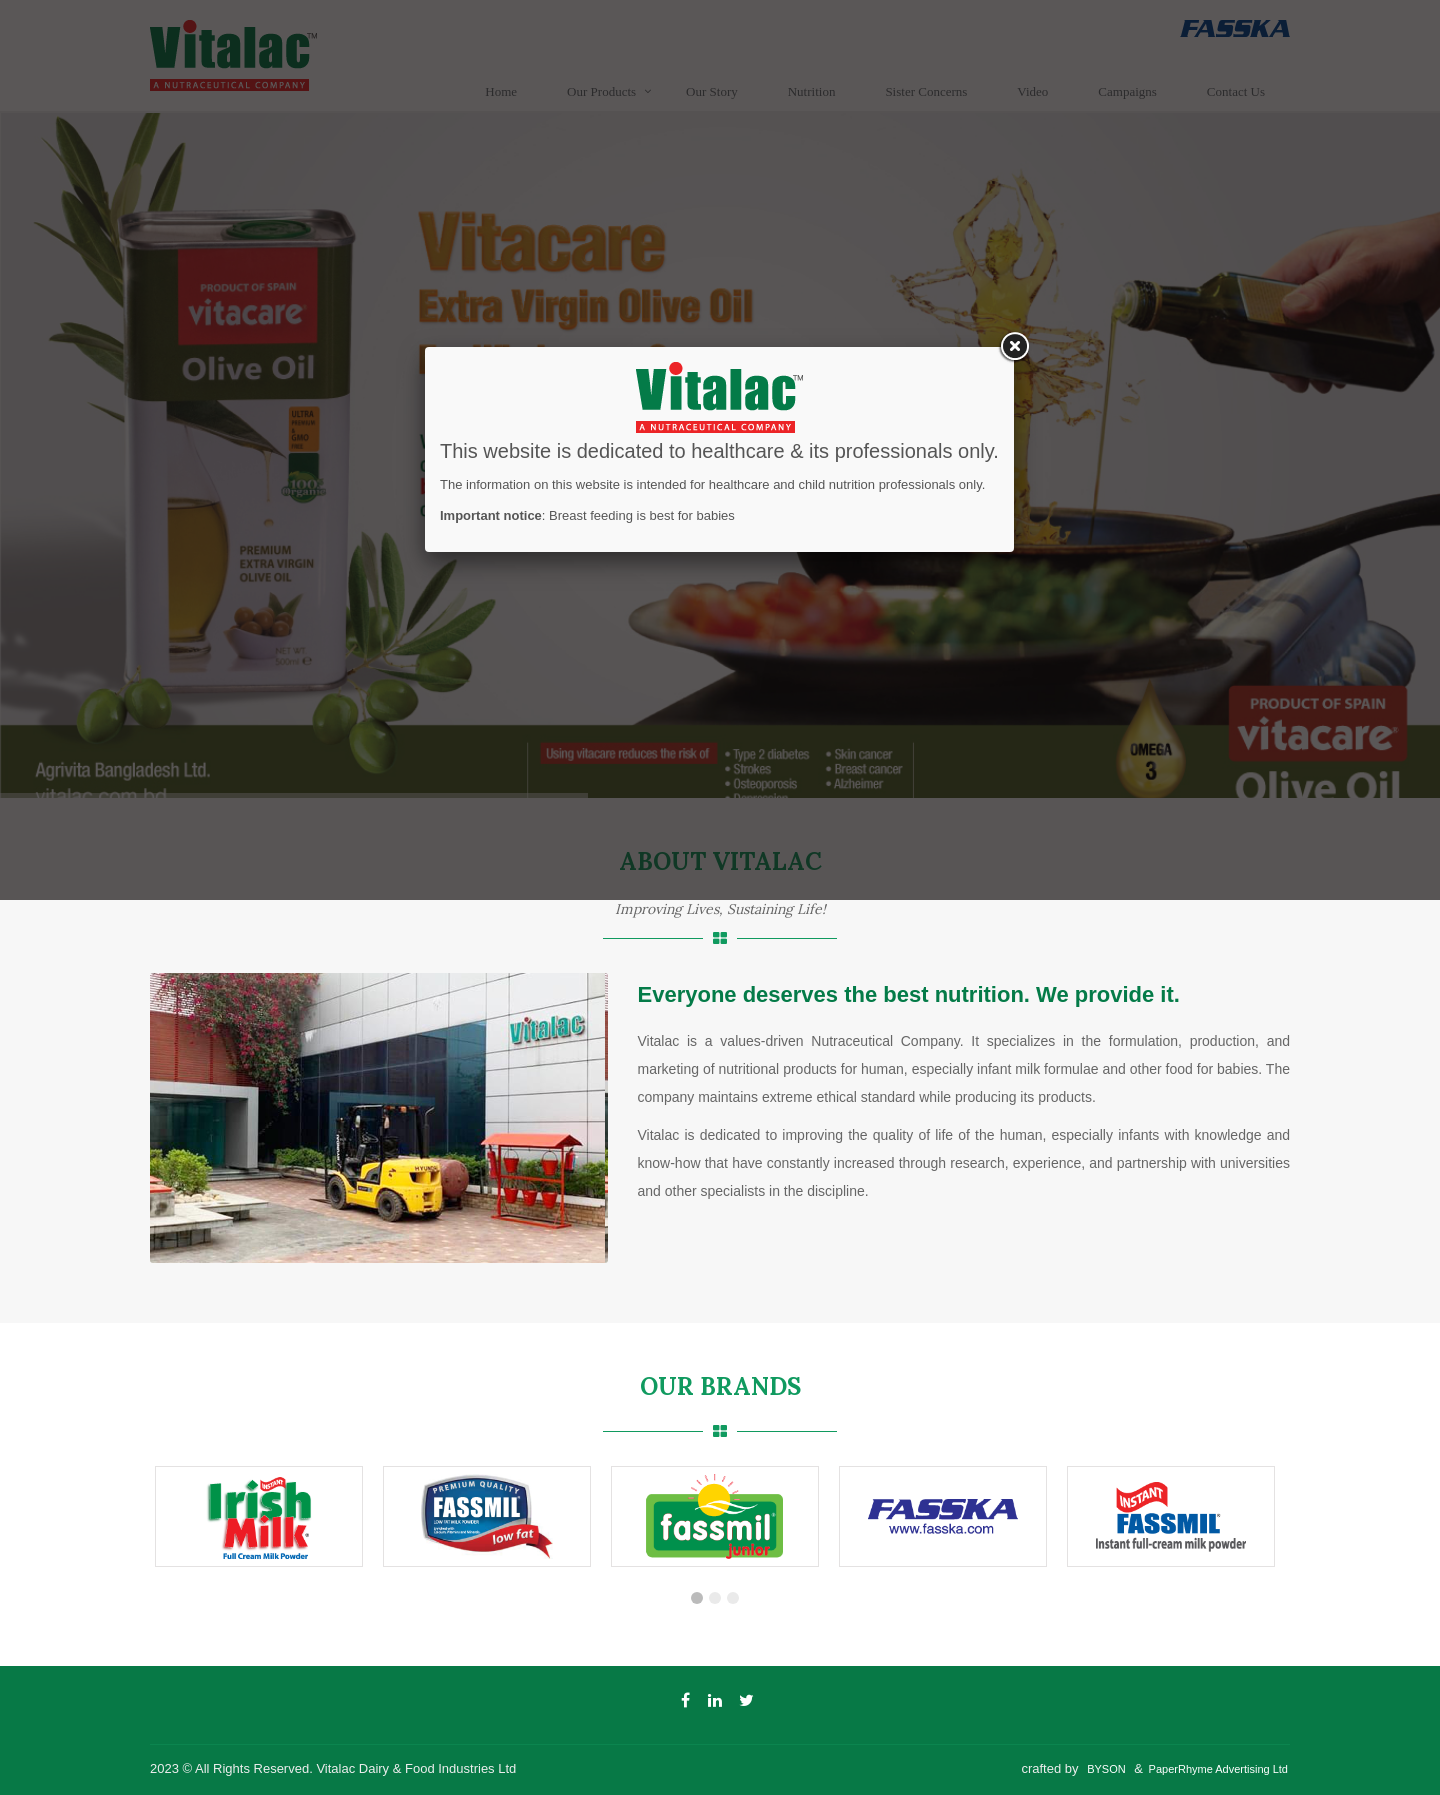 Vitalac™
A NUTRACEUTICAL COMPANY
FASSKA
Home Our Products Our Story Nutrition Sister Concerns Video Campaigns Contact Us
Vitacare
Extra Virgin Olive Oil
PRODUCT OF SPAIN
vitacare®
Olive Oil
ULTRA
PREMIUM
&
GMO
FREE
100%
Organic
PREMIUM
EXTRA VIRGIN
OLIVE OIL
NET WT.
500ml e
Vitalac™
A NUTRACEUTICAL COMPANY
This website is dedicated to healthcare & its professionals only.
The information on this website is intended for healthcare and child nutrition professionals only.
Important notice: Breast feeding is best for babies
Agrivita Bangladesh Ltd.
vitalac.com.bd
Using vitacare reduces the risk of
• Type 2 diabetes
• Strokes
• Osteoporosis
• Depression
• Skin cancer
• Breast cancer
• Alzheimer
OMEGA
3
PRODUCT OF SPAIN
vitacare®
Olive Oil
ABOUT VITALAC
Improving Lives, Sustaining Life!
Vitalac
HYUNDAI
Everyone deserves the best nutrition. We provide it.
Vitalac is a values-driven Nutraceutical Company. It specializes in the formulation, production, and
marketing of nutritional products for human, especially infant milk formulae and other food for babies. The
company maintains extreme ethical standard while producing its products.
Vitalac is dedicated to improving the quality of life of the human, especially infants with knowledge and
know-how that have constantly increased through research, experience, and partnership with universities
and other specialists in the discipline.
OUR BRANDS
INSTANT
Irish
Milk
Full Cream Milk Powder
PREMIUM QUALITY
FASSMIL
LOW FAT MILK POWDER
low fat
fassmil
junior
FASSKA
www.fasska.com
INSTANT
FASSMIL
Instant full-cream milk powder
2023 © All Rights Reserved. Vitalac Dairy & Food Industries Ltd
crafted by BYSON & PaperRhyme Advertising Ltd